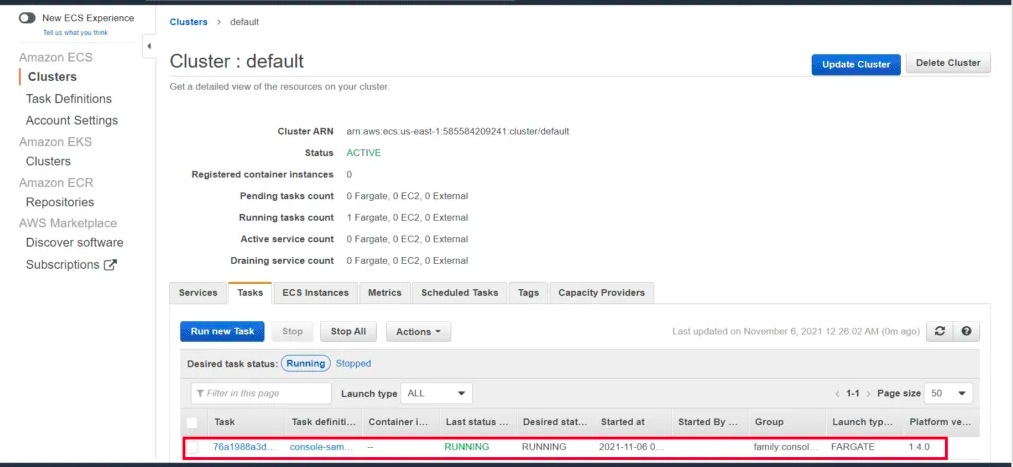 New ECS Experience
Tell us what you think
Amazon ECS
Clusters
Task Definitions
Account Settings
Amazon EKS
Clusters
Amazon ECR
Repositories
AWS Marketplace
Discover software
Subscriptions
Clusters > default
Cluster : default
Update Cluster Delete Cluster
Get a detailed view of the resources on your cluster.
Cluster ARN arn:aws:ecs:us-east-1:585584209241:cluster/default
Status ACTIVE
Registered container instances 0
Pending tasks count 0 Fargate, 0 EC2, 0 External
Running tasks count 1 Fargate, 0 EC2, 0 External
Active service count 0 Fargate, 0 EC2, 0 External
Draining service count 0 Fargate, 0 EC2, 0 External
Services Tasks ECS Instances Metrics Scheduled Tasks Tags Capacity Providers
Run new Task Stop Stop All Actions Last updated on November 6, 2021 12:26:02 AM (0m ago)
Desired task status: Running Stopped
Filter in this page Launch type ALL < 1-1 > Page size 50
Task Task definiti... Container i... Last status ... Desired stat... Started at Started By ... Group Launch typ... Platform ve...
76a1988a3d... console-sam... -- RUNNING RUNNING 2021-11-06 0... family:consol... FARGATE 1.4.0